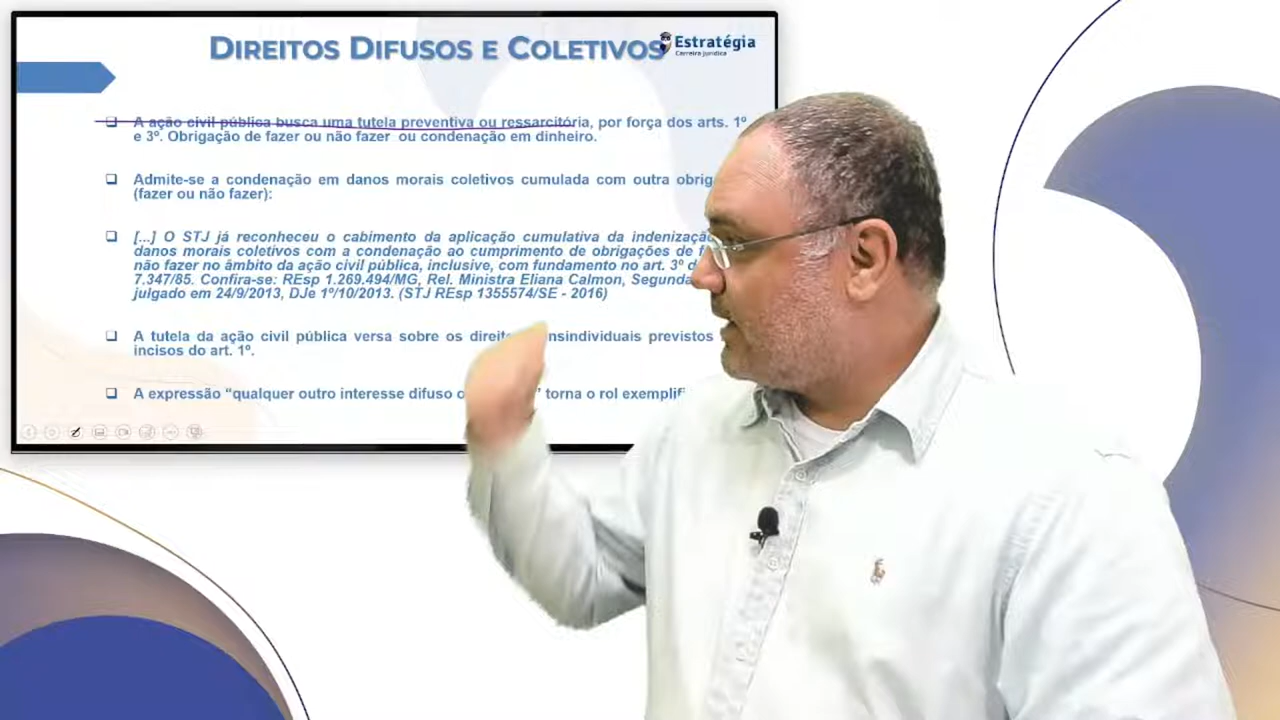 DIREITOS DIFUSOS E COLETIVOS
Estratégia
Carreira Jurídica
❑ A ação civil pública busca uma tutela preventiva ou ressarcitória, por força dos arts. 1º
e 3º. Obrigação de fazer ou não fazer ou condenação em dinheiro.
❑ Admite-se a condenação em danos morais coletivos cumulada com outra
(fazer ou não fazer):
❑ [...] O STJ já reconheceu o cabimento da aplicação cumulativa da indenização
danos morais coletivos com a condenação ao cumprimento de obrigações de
não fazer no âmbito da ação civil pública, inclusive, com fundamento no art. 3º
7.347/85. Confira-se: REsp 1.269.494/MG, Rel. Ministra Eliana Calmon, Segunda
julgado em 24/9/2013, DJe 1º/10/2013. (STJ REsp 1355574/SE - 2016)
❑ A tutela da ação civil pública versa sobre os previstos
incisos do art. 1º.
❑ A expressão “qualquer outro interesse difuso torna o rol